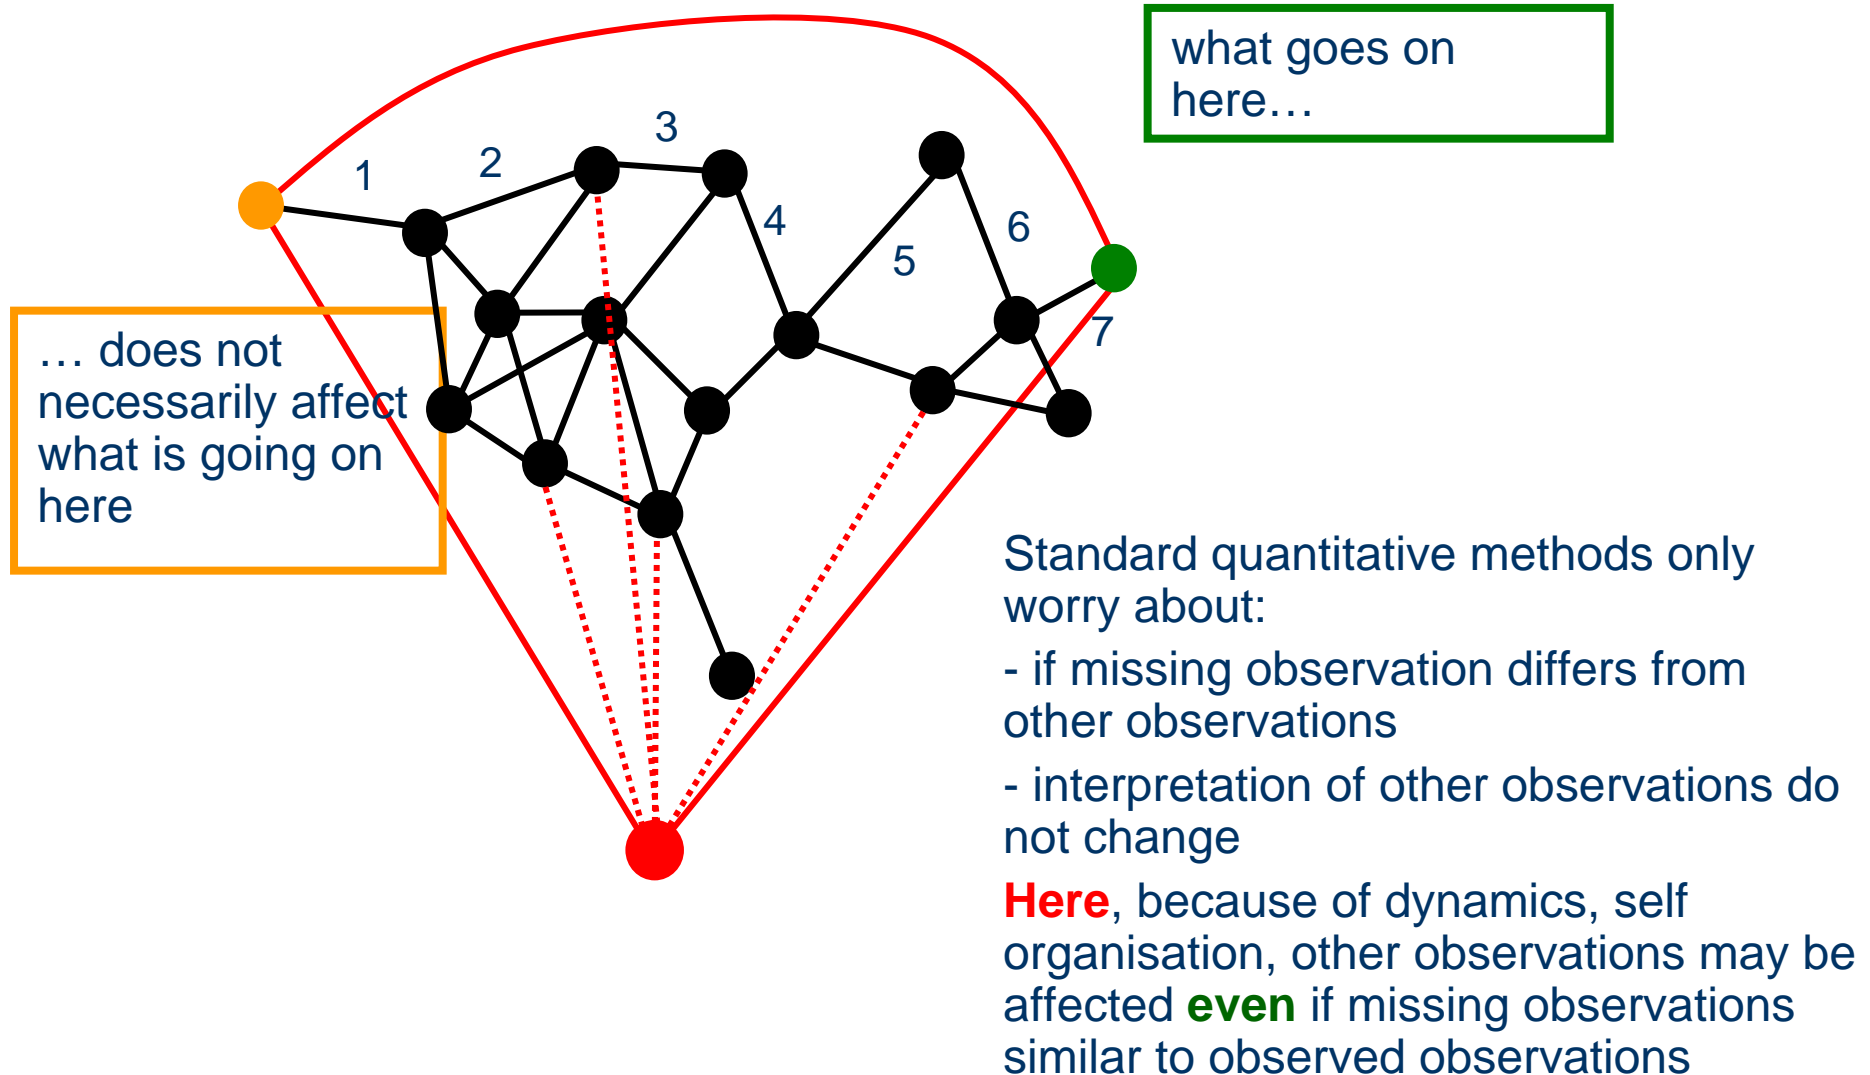 what goes on
here…
1
2
3
4
5
6
7
… does not
necessarily affect
what is going on
here
Standard quantitative methods only
worry about:
- if missing observation differs from
other observations
- interpretation of other observations do
not change
Here, because of dynamics, self
organisation, other observations may be
affected even if missing observations
similar to observed observations